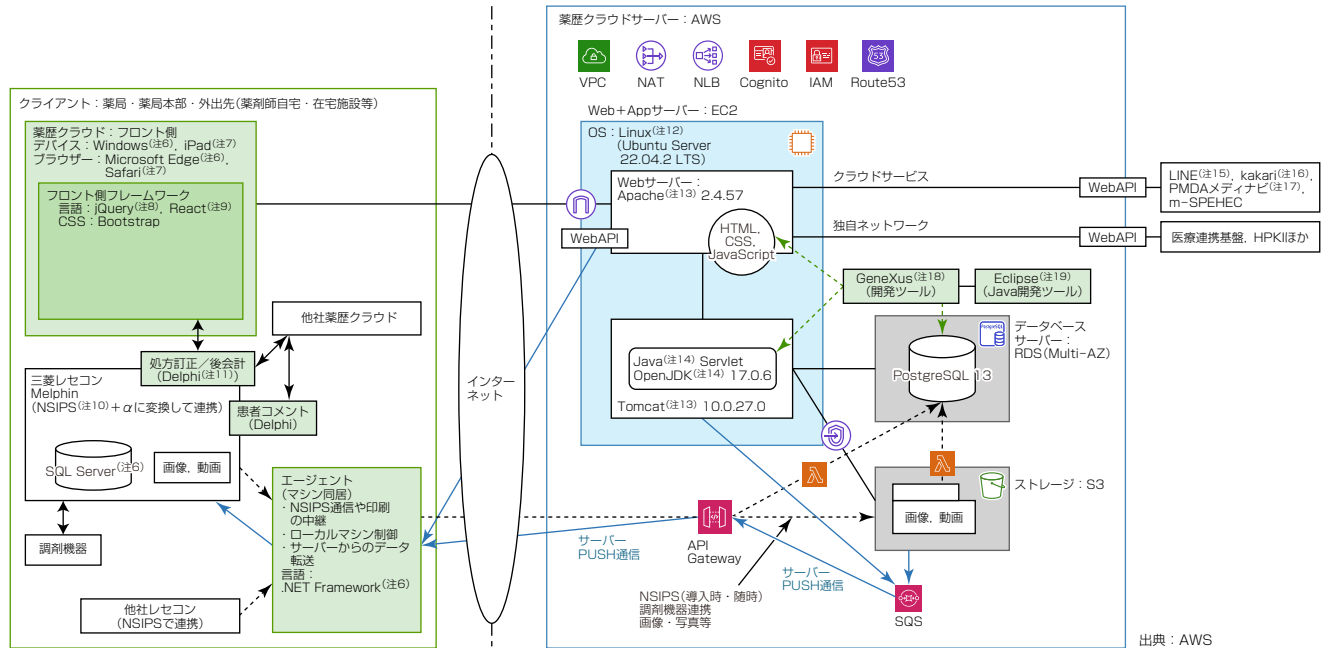 薬歴クラウドサーバー：AWS
VPC
NAT
NLB
Cognito
IAM
53
Route53
クライアント：薬局・薬局本部・外出先（薬剤師自宅・在宅施設等）
薬歴クラウド：フロント側
デバイス：Windows(注6)，iPad(注7)
ブラウザー：Microsoft Edge(注6)，
Safari(注7)
フロント側フレームワーク
言語：jQuery(注8)，React(注9)
CSS：Bootstrap
他社薬歴クラウド
処方訂正／後会計
(Delphi(注11))
三菱レセコン
Melphin
(NSIPS(注10)＋αに変換して連携)
患者コメント
(Delphi)
SQL Server(注6)
画像，動画
調剤機器
他社レセコン
(NSIPSで連携)
エージェント
(マシン同居)
・NSIPS通信や印刷
の中継
・ローカルマシン制御
・サーバーからのデータ
転送
言語：
.NET Framework(注6)
インター
ネット
Web＋Appサーバー：EC2
OS：Linux(注12)
(Ubuntu Server
22.04.2 LTS)
Webサーバー：
Apache(注13) 2.4.57
WebAPI
HTML,
CSS,
JavaScript
Java(注14) Servlet
OpenJDK(注14) 17.0.6
Tomcat(注13) 10.0.27.0
クラウドサービス
WebAPI
LINE(注15)，kakari(注16)，
PMDAメディナビ(注17)，
m-SPEHEC
独自ネットワーク
WebAPI
医療連携基盤，HPKIほか
GeneXus(注18)
(開発ツール)
Eclipse(注19)
(Java開発ツール)
PostgreSQL
データベース
サーバー：
RDS(Multi-AZ)
PostgreSQL 13
ストレージ：S3
画像，動画
サーバー
PUSH通信
API
Gateway
サーバー
PUSH通信
NSIPS(導入時・随時)
調剤機器連携
画像・写真等
SQS
出典：AWS